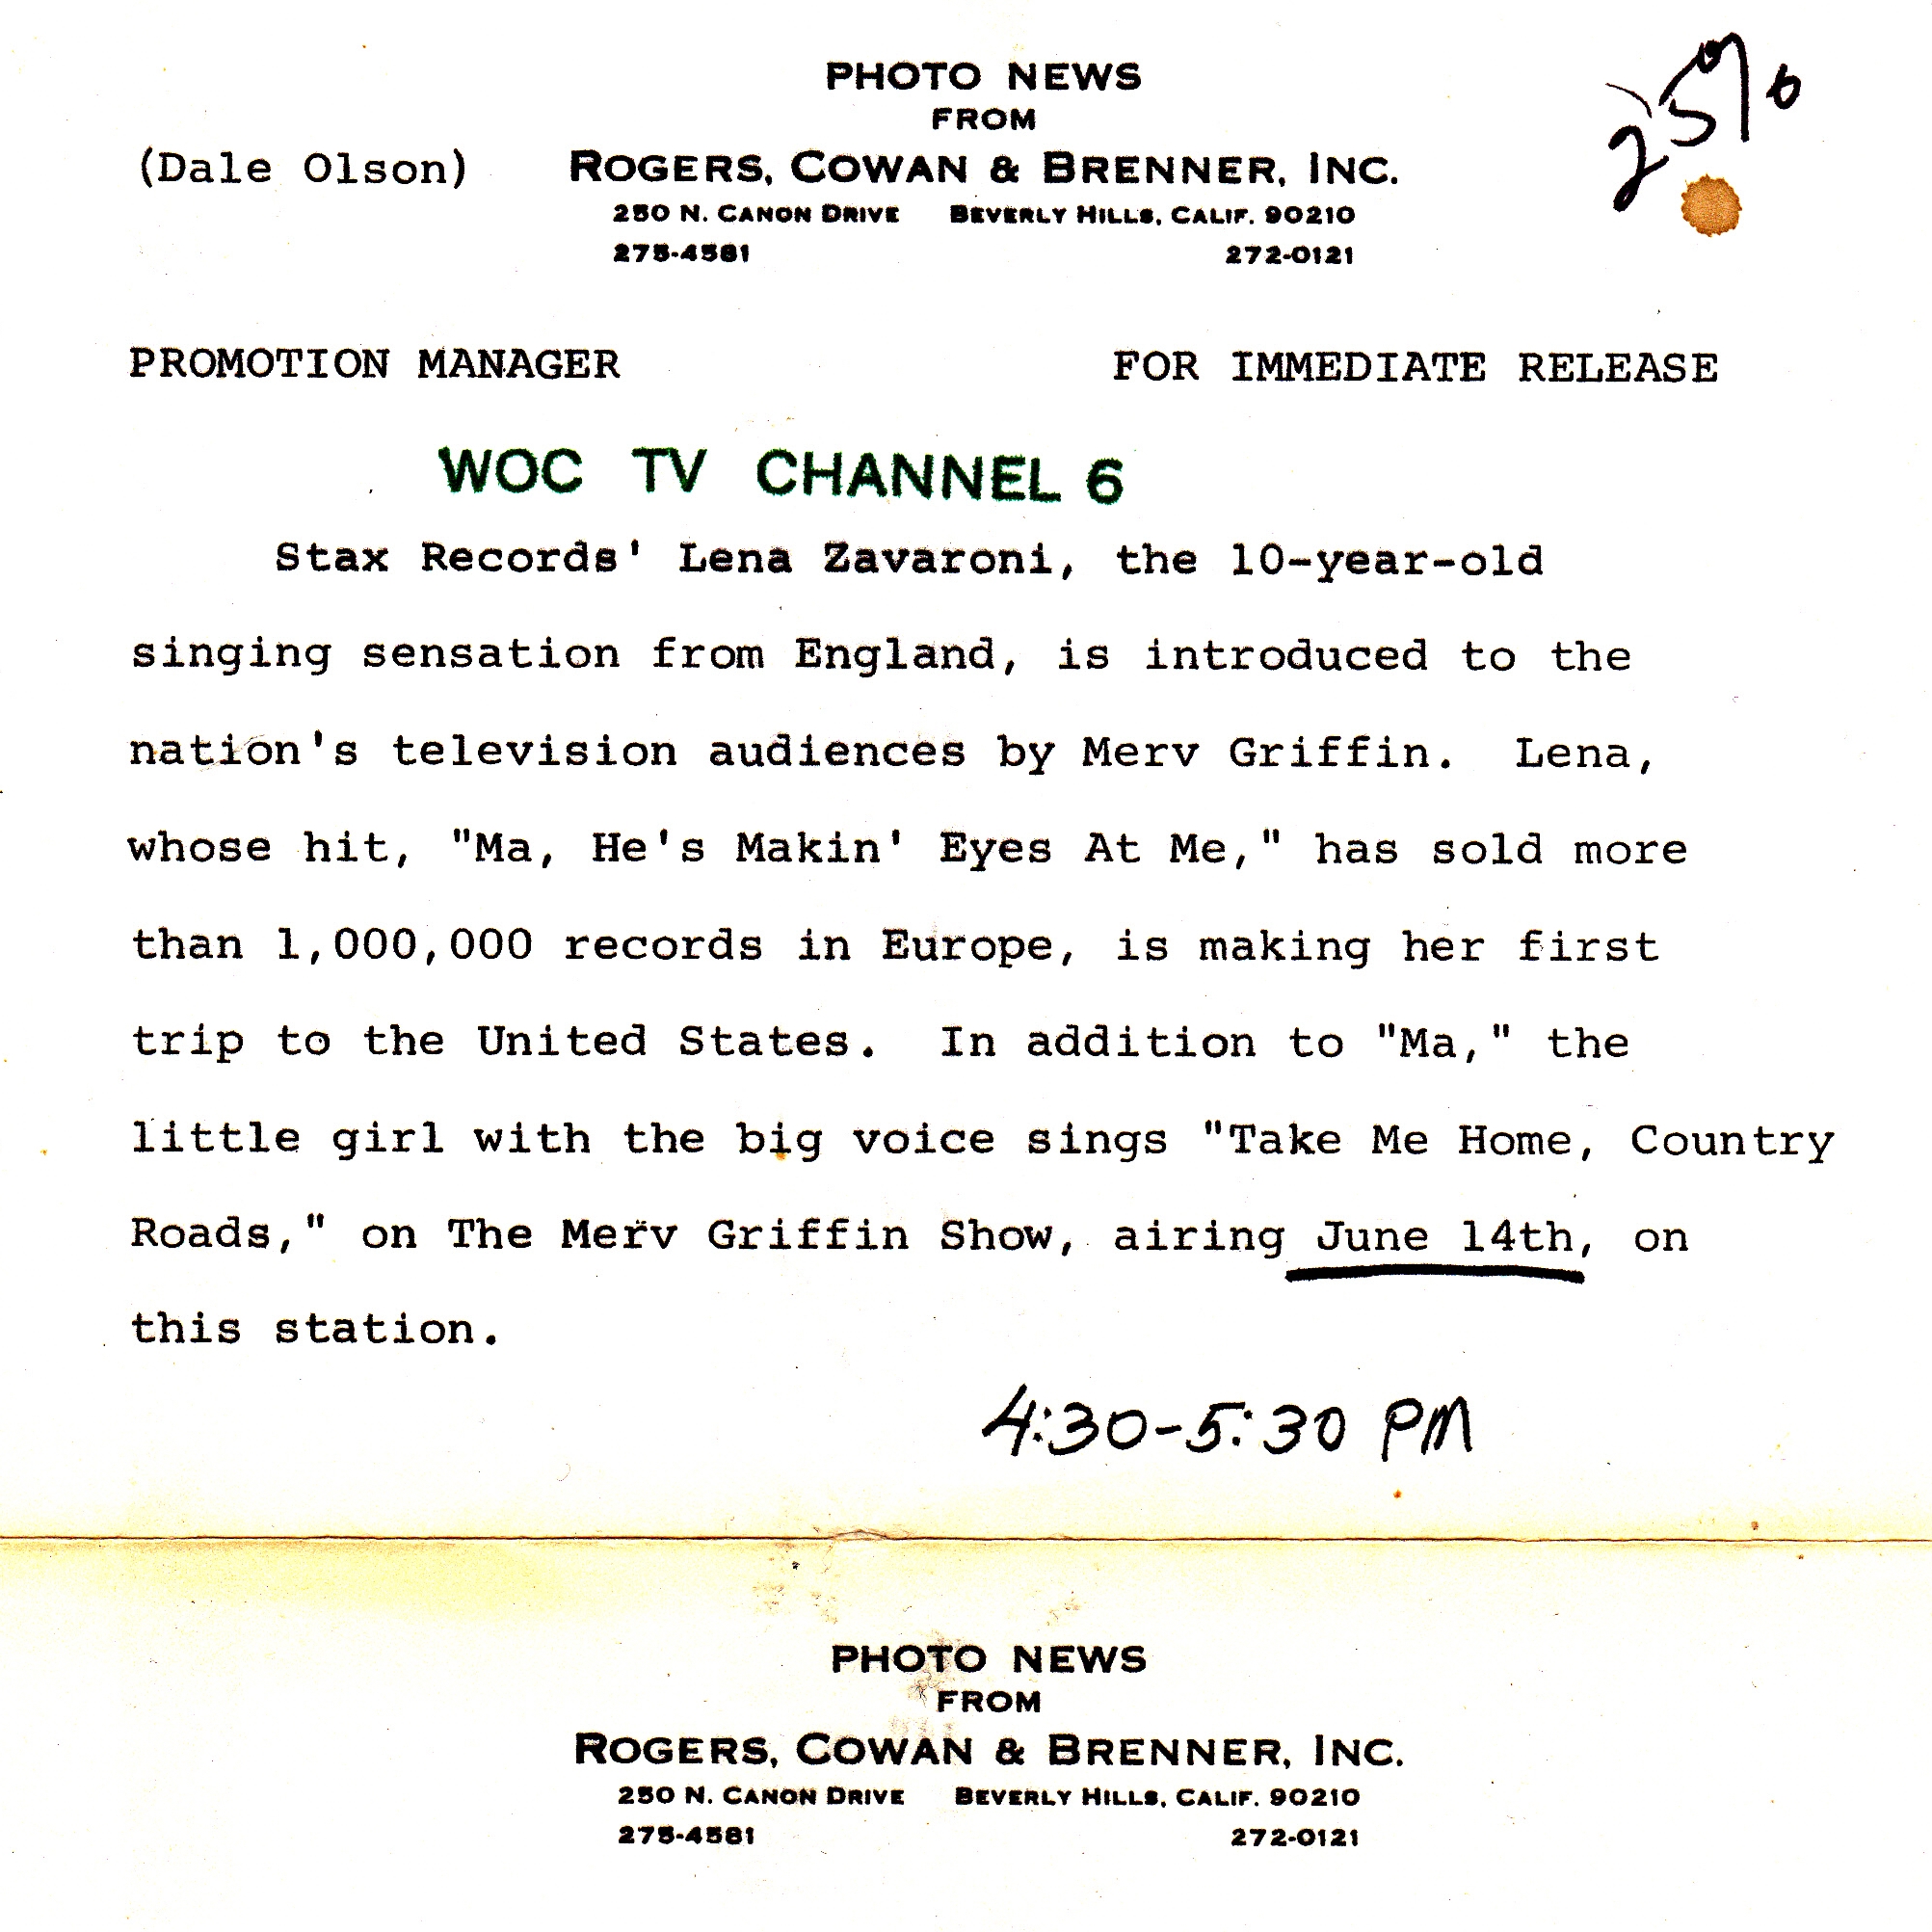 PHOTO NEWS
FROM
(Dale Olson) ROGERS, COWAN & BRENNER, INC.
250 N. CANON DRIVE BEVERLY HILLS, CALIF. 90210
275-4581 272-0121
25%
PROMOTION MANAGER FOR IMMEDIATE RELEASE
WOC TV CHANNEL 6
Stax Records' Lena Zavaroni, the 10-year-old
singing sensation from England, is introduced to the
nation's television audiences by Merv Griffin. Lena,
whose hit, "Ma, He's Makin' Eyes At Me," has sold more
than 1,000,000 records in Europe, is making her first
trip to the United States. In addition to "Ma," the
little girl with the big voice sings "Take Me Home, Country
Roads," on The Merv Griffin Show, airing June 14th, on
this station.
4:30-5:30 PM
PHOTO NEWS
FROM
ROGERS, COWAN & BRENNER, INC.
250 N. CANON DRIVE BEVERLY HILLS, CALIF. 90210
275-4581 272-0121